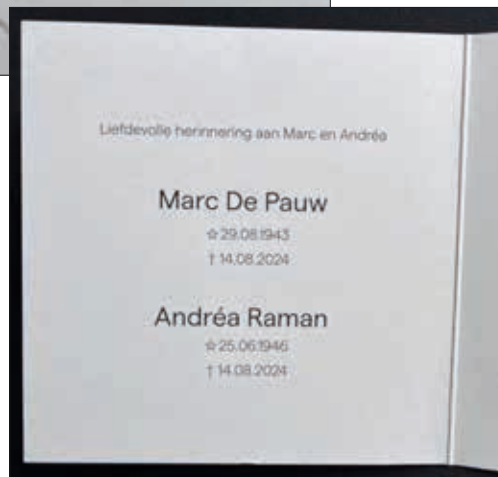 Liefdevolle herinnering aan Marc en Andréa
Marc De Pauw
☆ 29.08.1943
† 14.08.2024
Andréa Raman
☆ 25.06.1946
† 14.08.2024